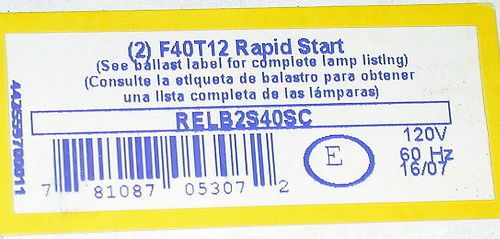 (2) F40T12 Rapid Start
(See ballast label for complete lamp listing)
(Consulte la etiqueta de balastro para obtener
una lista completa de las lámparas)
RELB2S40SC
120V
60 Hz
16/07
E
7 81087 05307 2